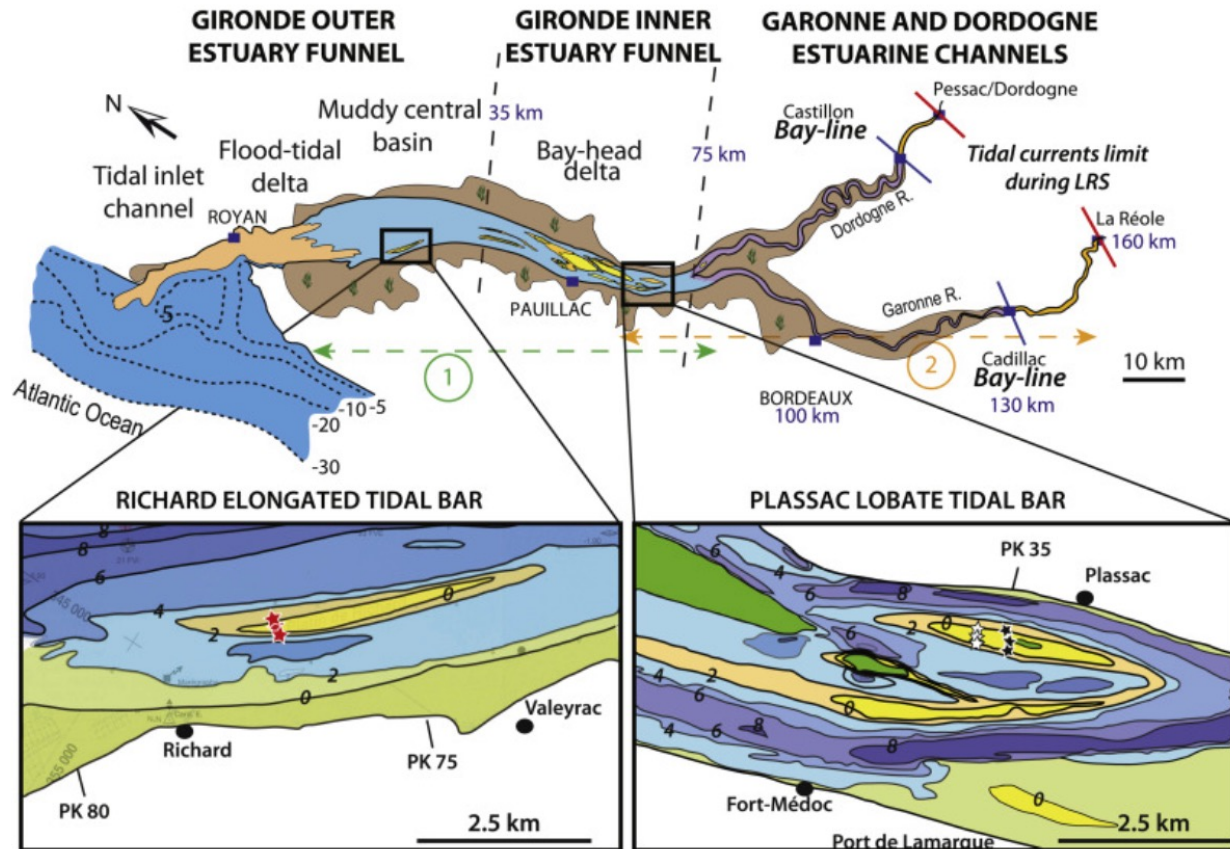 GIRONDE OUTER
ESTUARY FUNNEL
GIRONDE INNER
ESTUARY FUNNEL
GARONNE AND DORDOGNE
ESTUARINE CHANNELS
N
Muddy central
basin
35 km
Flood-tidal
delta
Tidal inlet
channel
ROYAN
Bay-head
delta
75 km
Castillon
Bay-line
Pessac/Dordogne
Tidal currents limit
during LRS
Dordogne R.
La Réole
160 km
PAUILLAC
Garonne R.
5
1
2
Cadillac
Bay-line
130 km
BORDEAUX
100 km
10 km
Atlantic Ocean
-10
-5
-20
-30
RICHARD ELONGATED TIDAL BAR
8
8
6
4
2
0
2
0
245 000
255 000
Richard
Valeyrac
PK 75
PK 80
2.5 km
PLASSAC LOBATE TIDAL BAR
PK 35
Plassac
6
8
2
0
6
4
2
6
0
4
6
8
8
0
Fort-Médoc
Port de Lamarque
2.5 km